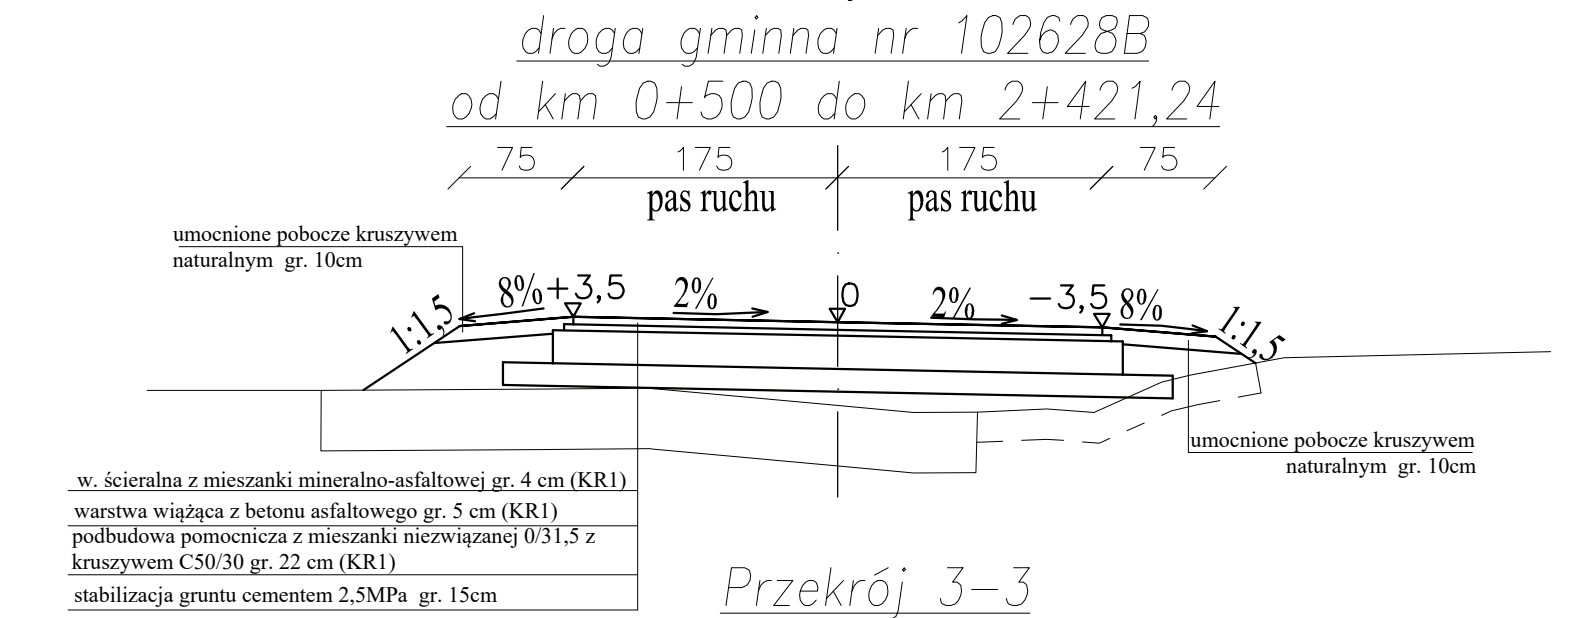 droga gminna nr 102628B
od km 0+500 do km 2+421,24
75 175 175 75
pas ruchu pas ruchu
umocnione pobocze kruszywem
naturalnym gr. 10cm
1:1,5 8% +3,5 2% 0 2% -3,5 8% 1:1,5
umocnione pobocze kruszywem
naturalnym gr. 10cm
w. ścieralna z mieszanki mineralno-asfaltowej gr. 4 cm (KR1)
warstwa wiążąca z betonu asfaltowego gr. 5 cm (KR1)
podbudowa pomocnicza z mieszanki niezwiązanej 0/31,5 z
kruszywem C50/30 gr. 22 cm (KR1)
stabilizacja gruntu cementem 2,5MPa gr. 15cm
Przekrój 3-3